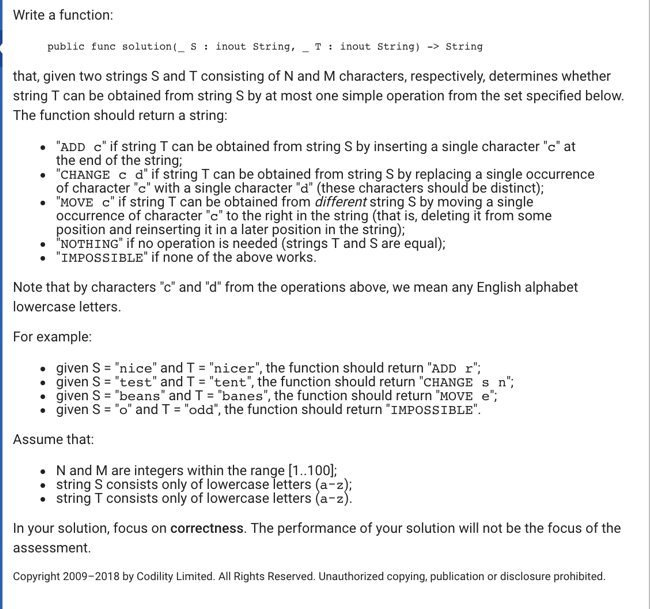 Write a function:
public func solution(_ S : inout String, _ T : inout String) -> String
that, given two strings S and T consisting of N and M characters, respectively, determines whether
string T can be obtained from string S by at most one simple operation from the set specified below.
The function should return a string:
• "ADD c" if string T can be obtained from string S by inserting a single character "c" at
the end of the string;
• "CHANGE c d" if string T can be obtained from string S by replacing a single occurrence
of character "c" with a single character "d" (these characters should be distinct);
• "MOVE c" if string T can be obtained from different string S by moving a single
occurrence of character "c" to the right in the string (that is, deleting it from some
position and reinserting it in a later position in the string);
• "NOTHING" if no operation is needed (strings T and S are equal);
• "IMPOSSIBLE" if none of the above works.
Note that by characters "c" and "d" from the operations above, we mean any English alphabet
lowercase letters.
For example:
• given S = "nice" and T = "nicer", the function should return "ADD r";
• given S = "test" and T = "tent", the function should return "CHANGE s n";
• given S = "beans" and T = "banes", the function should return "MOVE e";
• given S = "o" and T = "odd", the function should return "IMPOSSIBLE".
Assume that:
• N and M are integers within the range [1..100];
• string S consists only of lowercase letters (a-z);
• string T consists only of lowercase letters (a-z).
In your solution, focus on correctness. The performance of your solution will not be the focus of the
assessment.
Copyright 2009–2018 by Codility Limited. All Rights Reserved. Unauthorized copying, publication or disclosure prohibited.